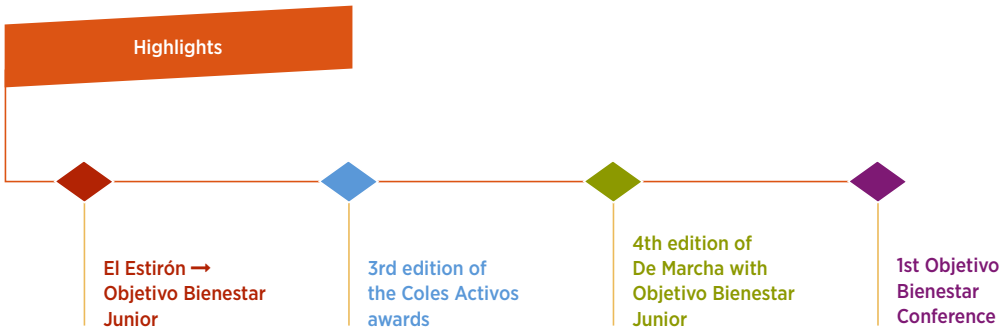 Highlights
El Estirón →
Objetivo Bienestar
Junior
3rd edition of
the Coles Activos
awards
4th edition of
De Marcha with
Objetivo Bienestar
Junior
1st Objetivo
Bienestar
Conference